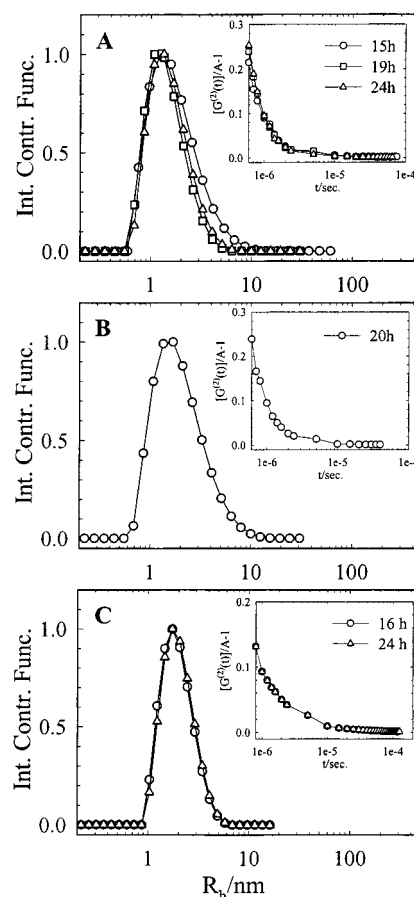 A
Int. Contr. Func.
1.0
0.5
0.0
1
10
100
[G(2)(t)]/A-1
0.2
0.1
0.0
15h
19h
24h
1e-6
1e-5
1e-4
t/sec.
B
Int. Contr. Func.
1.0
0.5
0.0
1
10
100
[G(2)(t)]/A-1
0.3
0.2
0.1
0.0
20h
1e-6
1e-5
1e-4
t/sec.
C
Int. Contr. Func.
1.0
0.5
0.0
1
10
100
[G(2)(t)]/A-1
0.2
0.1
0.0
16 h
24 h
1e-6
1e-5
1e-4
t/sec.
Rh/nm